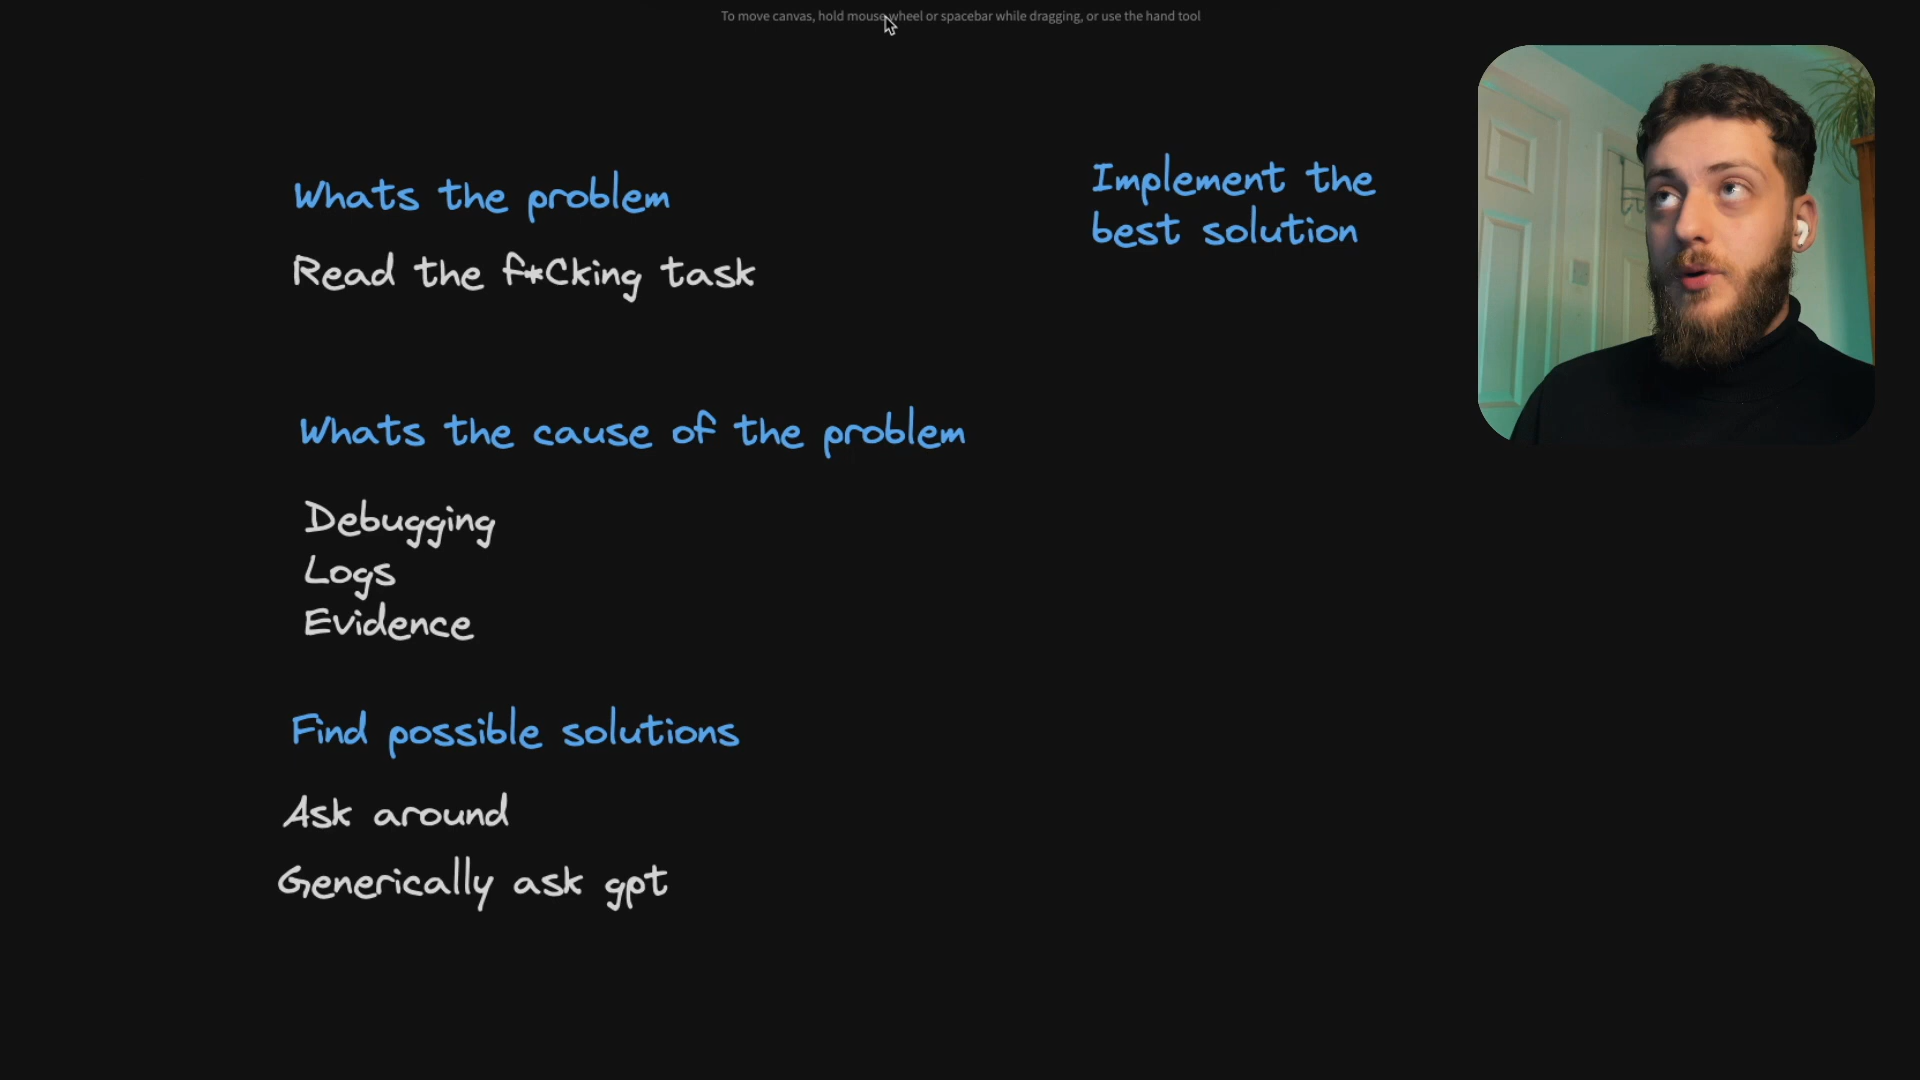 To move canvas, hold mouse wheel or spacebar while dragging, or use the hand tool
Whats the problem
Read the f*Cking task
Whats the cause of the problem
Debugging
Logs
Evidence
Find possible solutions
Ask around
Generically ask gpt
Implement the
best solution